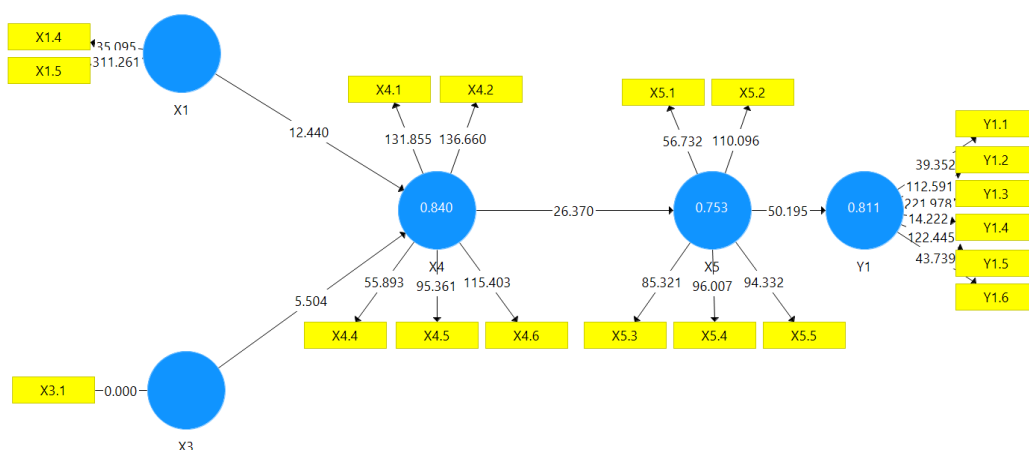 X1.4
35.095
X1.5
311.261
X1
12.440
X4.1
X4.2
131.855
136.660
0.840
X4
55.893
95.361
115.403
X4.4
X4.5
X4.6
5.504
X3.1
0.000
X3
26.370
X5.1
X5.2
56.732
110.096
0.753
X5
85.321
96.007
94.332
X5.3
X5.4
X5.5
50.195
0.811
Y1
39.352
112.591
221.978
14.222
122.445
43.739
Y1.1
Y1.2
Y1.3
Y1.4
Y1.5
Y1.6